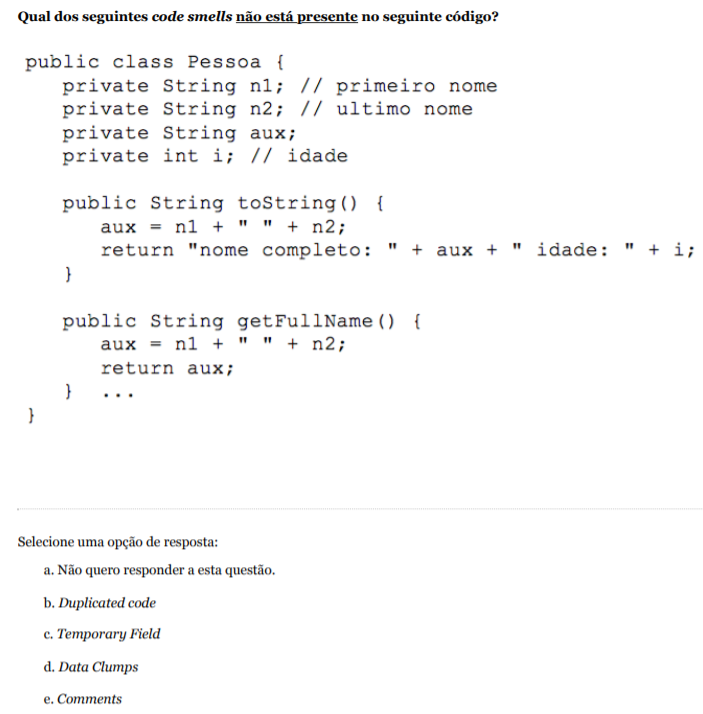 Qual dos seguintes code smells não está presente no seguinte código?
public class Pessoa {
private String n1; // primeiro nome
private String n2; // ultimo nome
private String aux;
private int i; // idade
public String toString() {
aux = n1 + " " + n2;
return "nome completo: " + aux + " idade: " + i;
}
public String getFullName() {
aux = n1 + " " + n2;
return aux;
} ...
}
Selecione uma opção de resposta:
a. Não quero responder a esta questão.
b. Duplicated code
c. Temporary Field
d. Data Clumps
e. Comments